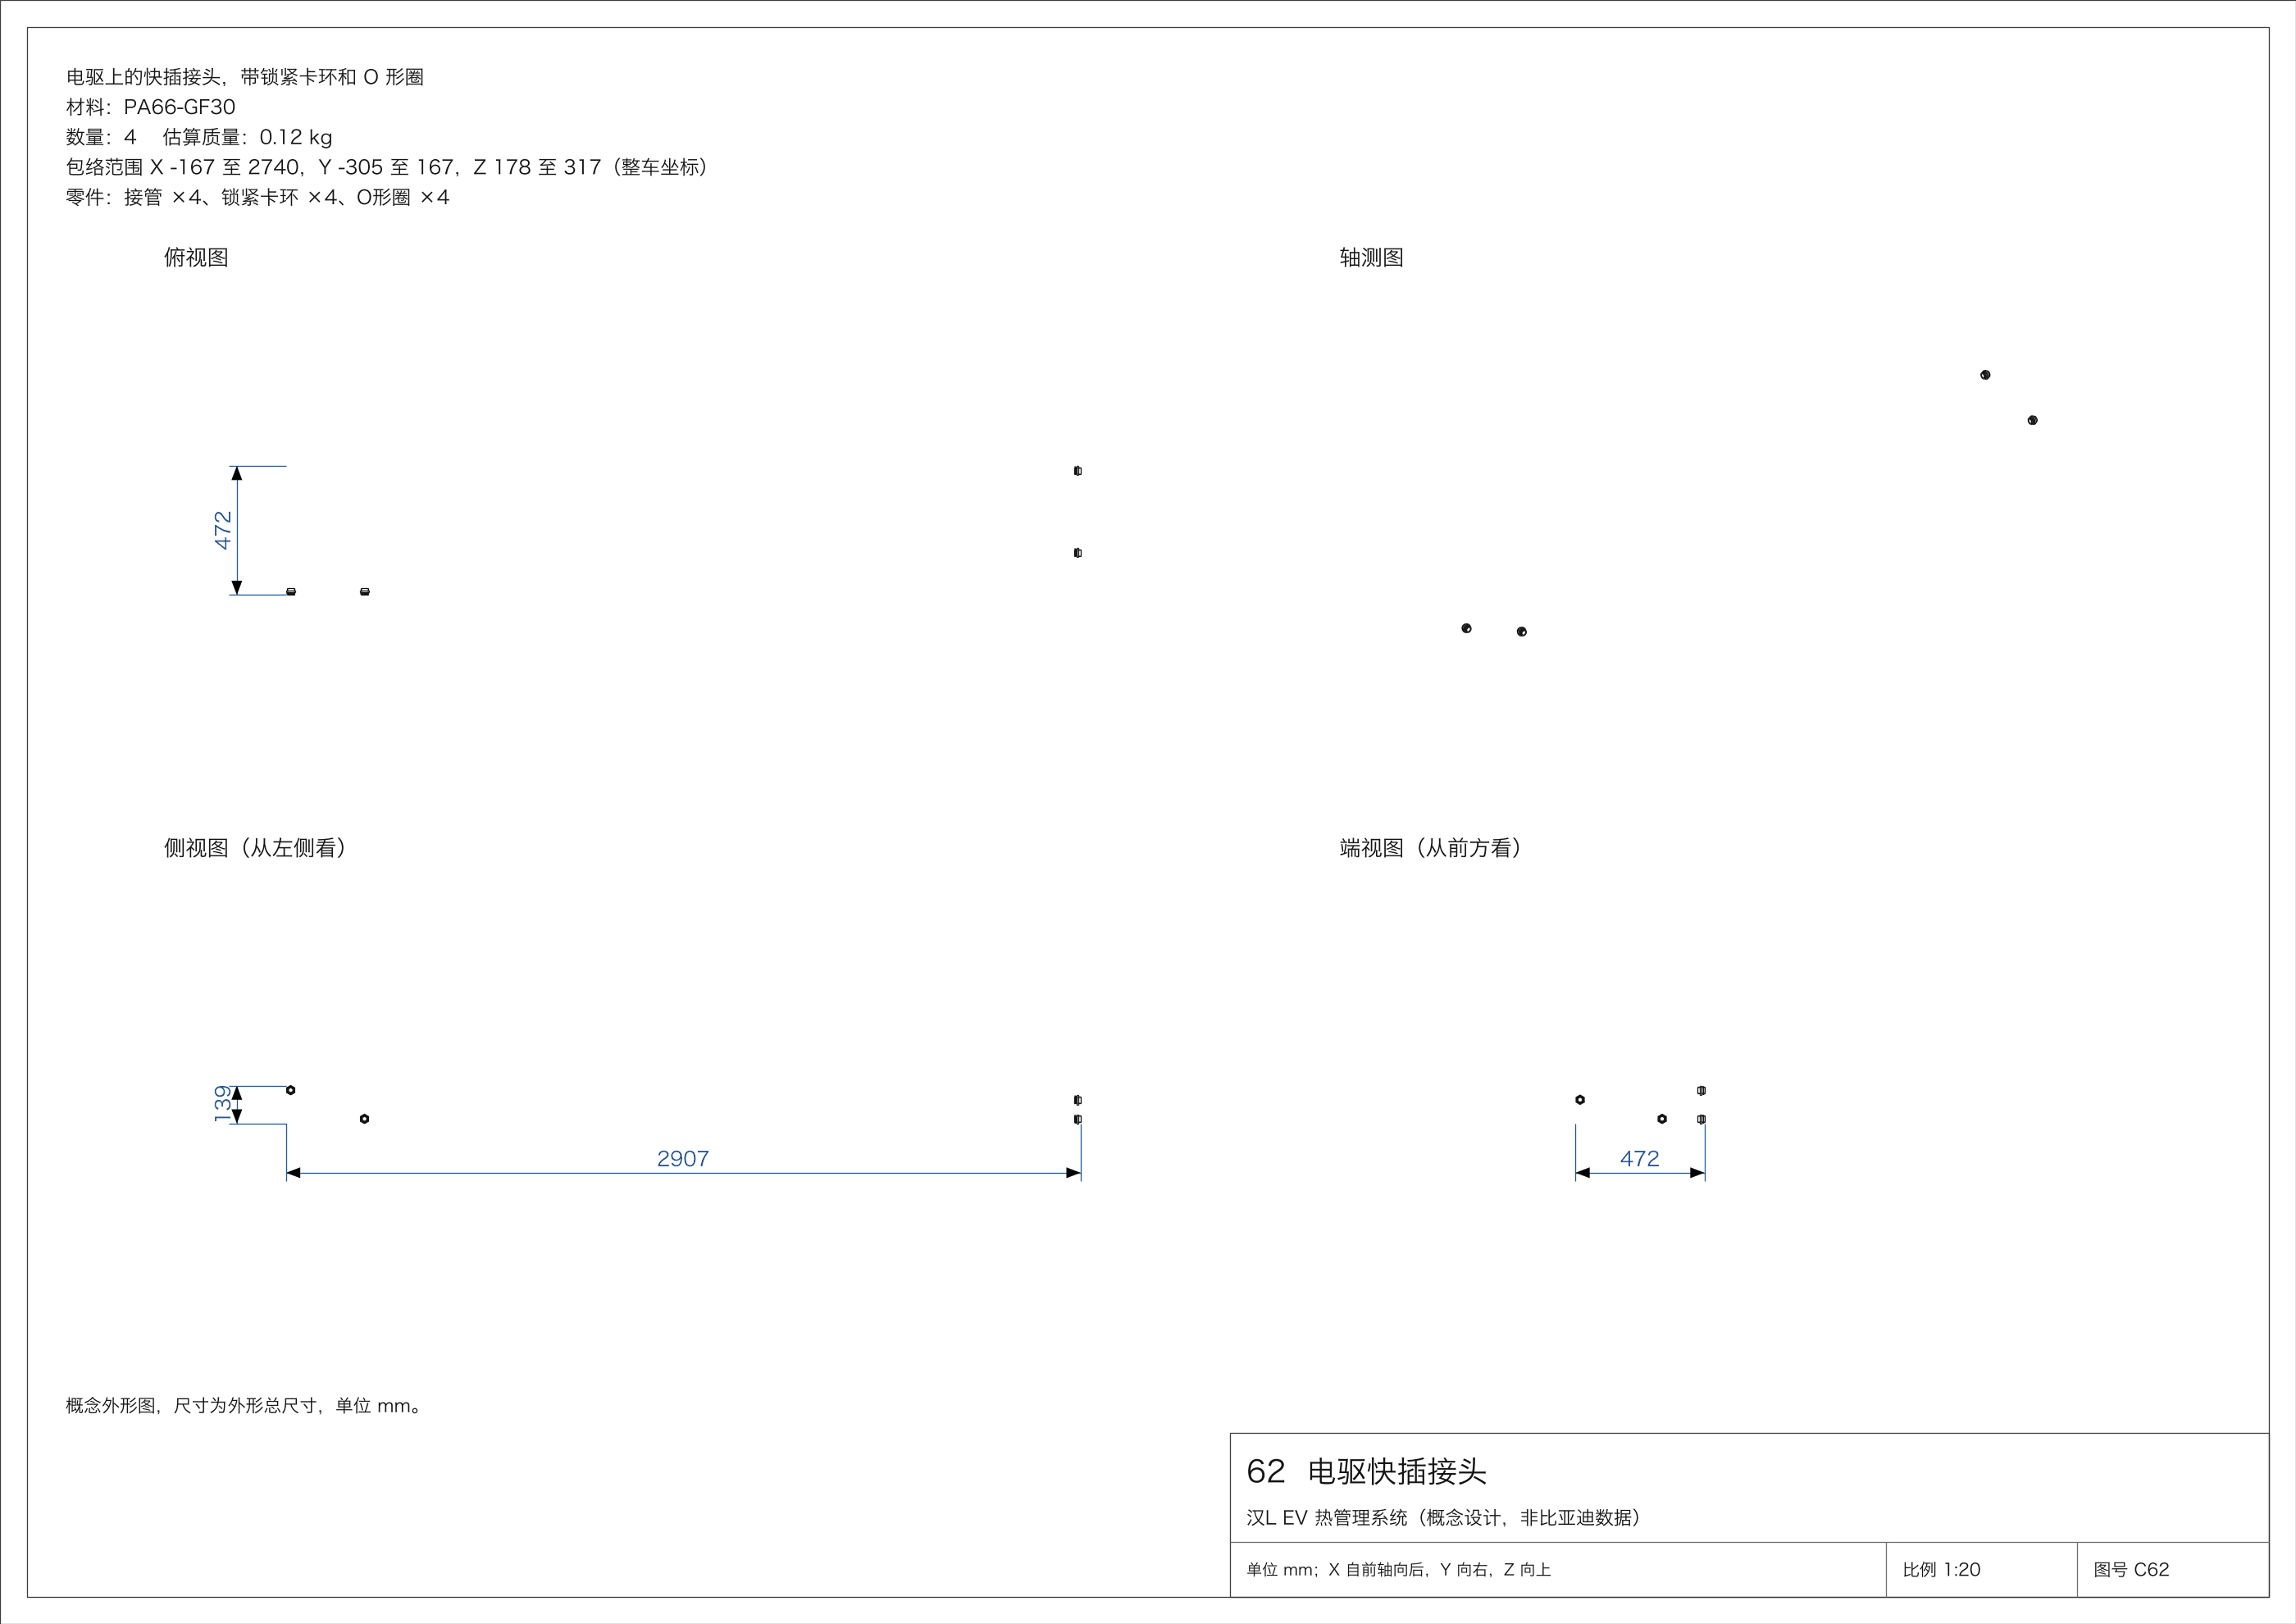 电驱上的快插接头，带锁紧卡环和 O 形圈
材料：PA66-GF30
数量：4 估算质量：0.12 kg
包络范围 X -167 至 2740，Y -305 至 167，Z 178 至 317（整车坐标）
零件：接管 ×4、锁紧卡环 ×4、O形圈 ×4
俯视图
轴测图
472
侧视图（从左侧看）
端视图（从前方看）
139
2907
472
概念外形图，尺寸为外形总尺寸，单位 mm。
62 电驱快插接头
汉L EV 热管理系统（概念设计，非比亚迪数据）
单位 mm；X 自前轴向后，Y 向右，Z 向上
比例 1:20
图号 C62